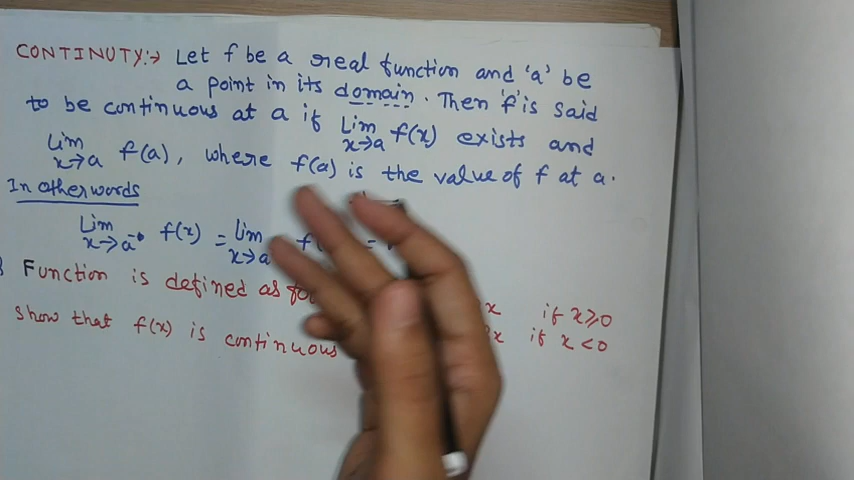 CONTINUTY:→ Let f be a real function and 'a' be
a point in its domain. Then 'f' is said
to be continuous at a if Lim x→a f(x) exists and
Lim x→a f(a), where f(a) is the value of f at a.
In otherwords
Lim x→a⁻ f(x) = Lim x→a
Function is defined as x if x≥0
Show that f(x) is continuous x if x<0